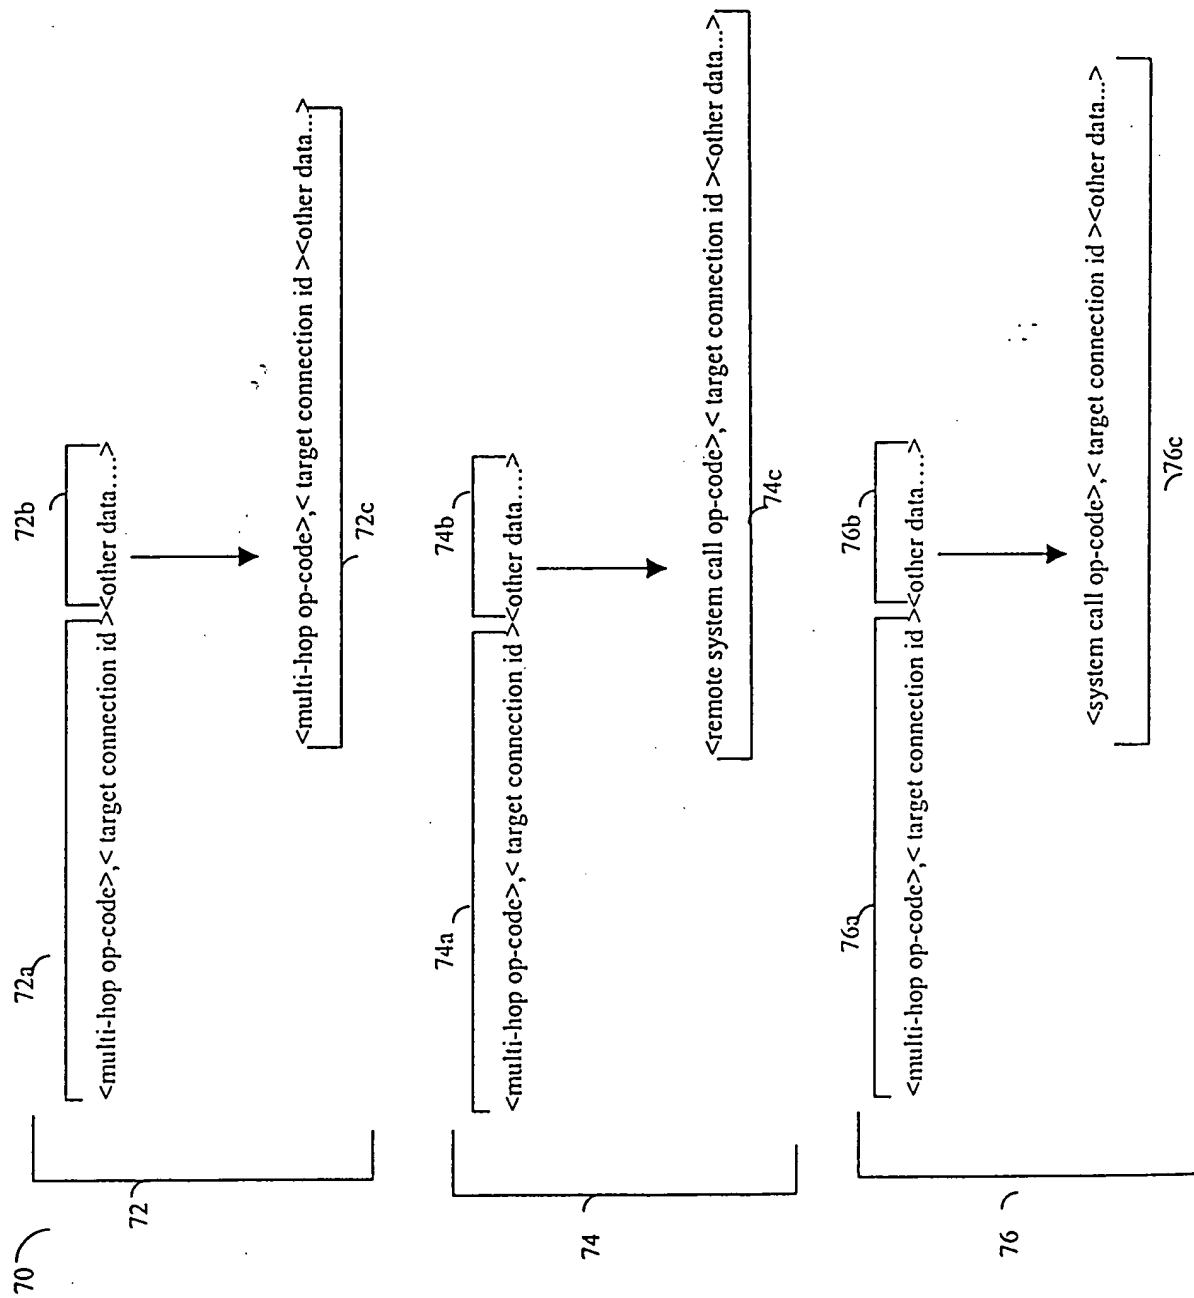 70
72
72a
72b
<multi-hop op-code>,< target connection id ><other data....>
<multi-hop op-code>,< target connection id ><other data...>
72c
74
74a
74b
<multi-hop op-code>,< target connection id ><other data....>
<remote system call op-code>,< target connection id ><other data...>
74c
76
76a
76b
<multi-hop op-code>,< target connection id ><other data....>
<system call op-code>,< target connection id ><other data...>
76c